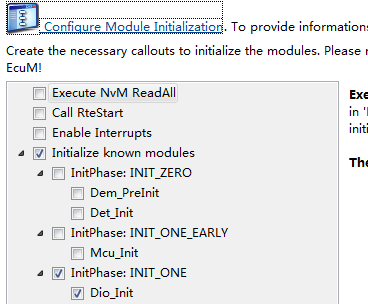 Configure Module Initialization. To provide informations
Create the necessary callouts to initialize the modules. Please
EcuM!
Execute NvM ReadAll
Call RteStart
Enable Interrupts
Initialize known modules
InitPhase: INIT_ZERO
Dem_PreInit
Det_Init
InitPhase: INIT_ONE_EARLY
Mcu_Init
InitPhase: INIT_ONE
Dio_Init
Exe
in '
initi
The